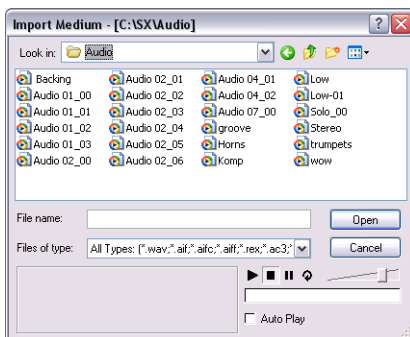 Import Medium - [C:\SX\Audio]
Look in: Audio
Backing Audio 02_01 Audio 04_01 Low
Audio 01_00 Audio 02_02 Audio 04_02 Low-01
Audio 01_01 Audio 02_03 Audio 07_00 Solo_00
Audio 01_02 Audio 02_04 groove Stereo
Audio 01_03 Audio 02_05 Horns trumpets
Audio 02_00 Audio 02_06 Komp wow
File name: Open
Files of type: All Types: (*.wav;*.aif;*.aifc;*.aiff;*.rex;*.ac3;* Cancel
Auto Play